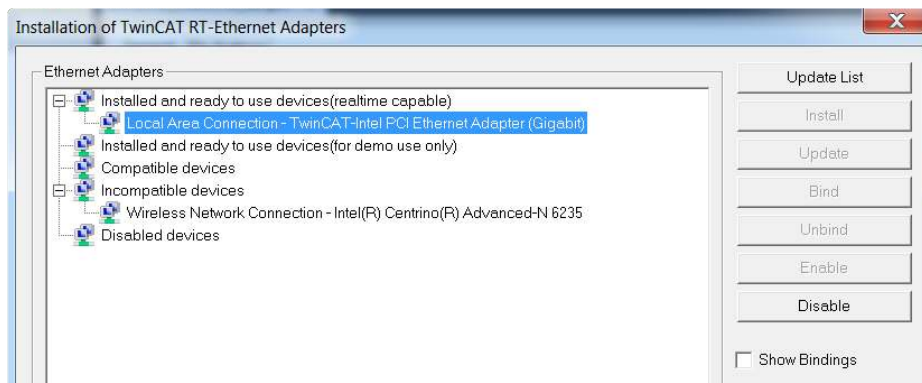 Installation of TwinCAT RT-Ethernet Adapters
X
Ethernet Adapters
Installed and ready to use devices(realtime capable)
Local Area Connection - TwinCAT-Intel PCI Ethernet Adapter (Gigabit)
Installed and ready to use devices(for demo use only)
Compatible devices
Incompatible devices
Wireless Network Connection - Intel(R) Centrino(R) Advanced-N 6235
Disabled devices
Update List
Install
Update
Bind
Unbind
Enable
Disable
Show Bindings